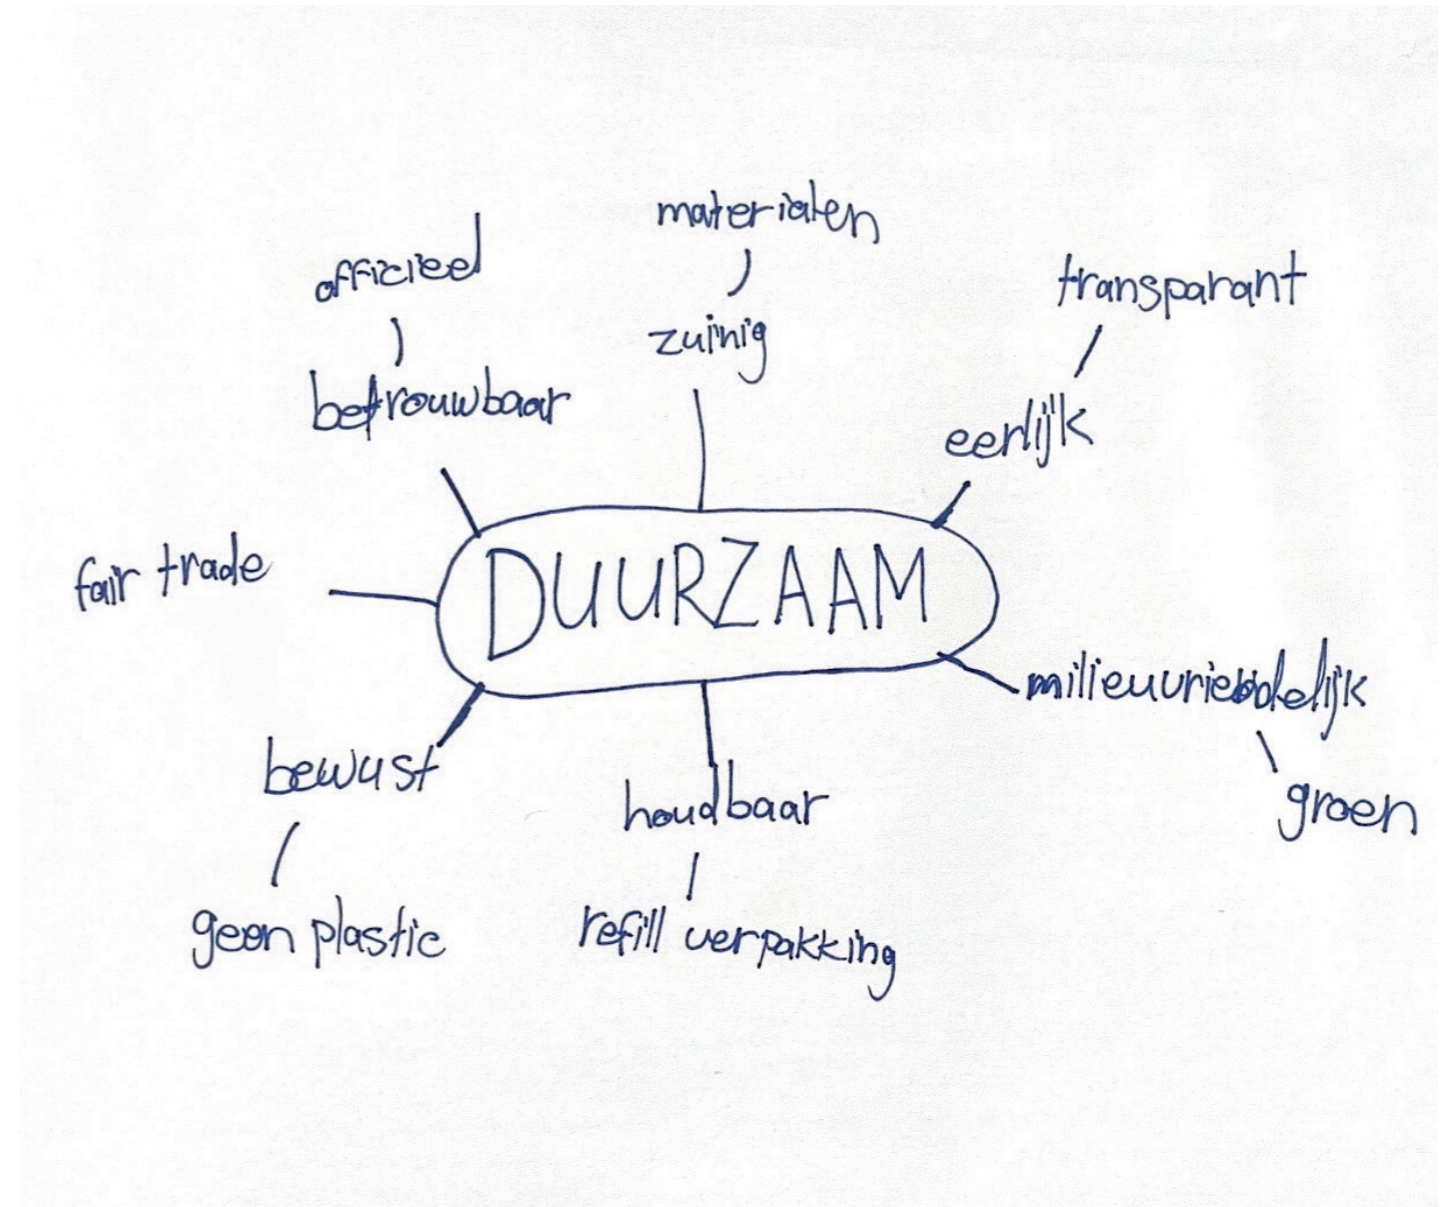 materialen
officieel
transparant
zuinig
betrouwbaar
eerlijk
fair trade
DUURZAAM
milieuvriendelijk
bewust
houdbaar
groen
geen plastic
refill verpakking